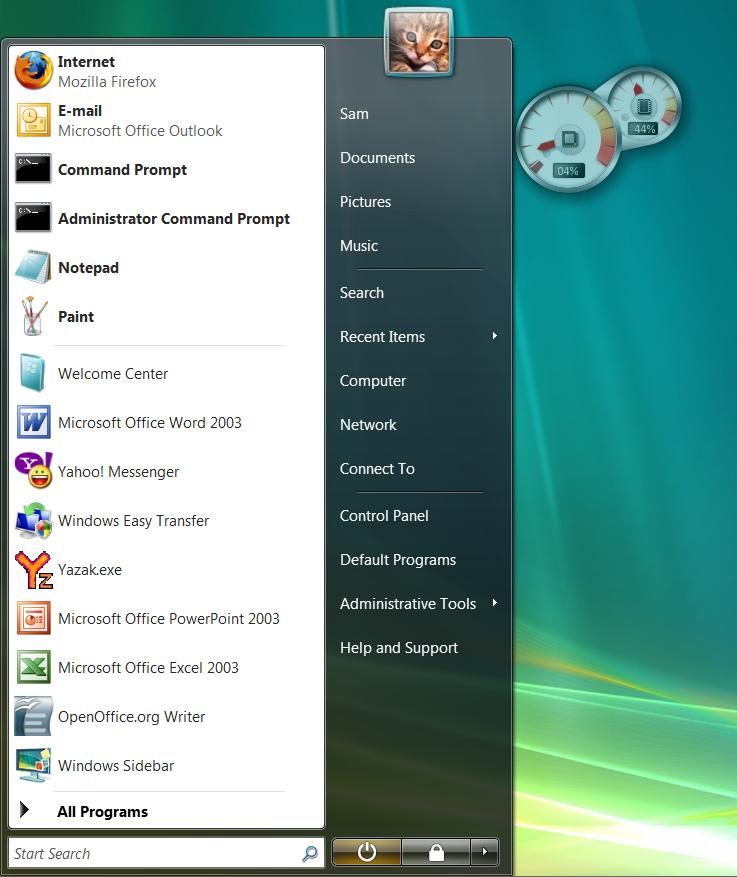 Internet
Mozilla Firefox
E-mail
Microsoft Office Outlook
Command Prompt
Administrator Command Prompt
Notepad
Paint
Welcome Center
Microsoft Office Word 2003
Yahoo! Messenger
Windows Easy Transfer
Yazak.exe
Microsoft Office PowerPoint 2003
Microsoft Office Excel 2003
OpenOffice.org Writer
Windows Sidebar
All Programs
Start Search
Sam
Documents
Pictures
Music
Search
Recent Items
Computer
Network
Connect To
Control Panel
Default Programs
Administrative Tools
Help and Support
04%
44%